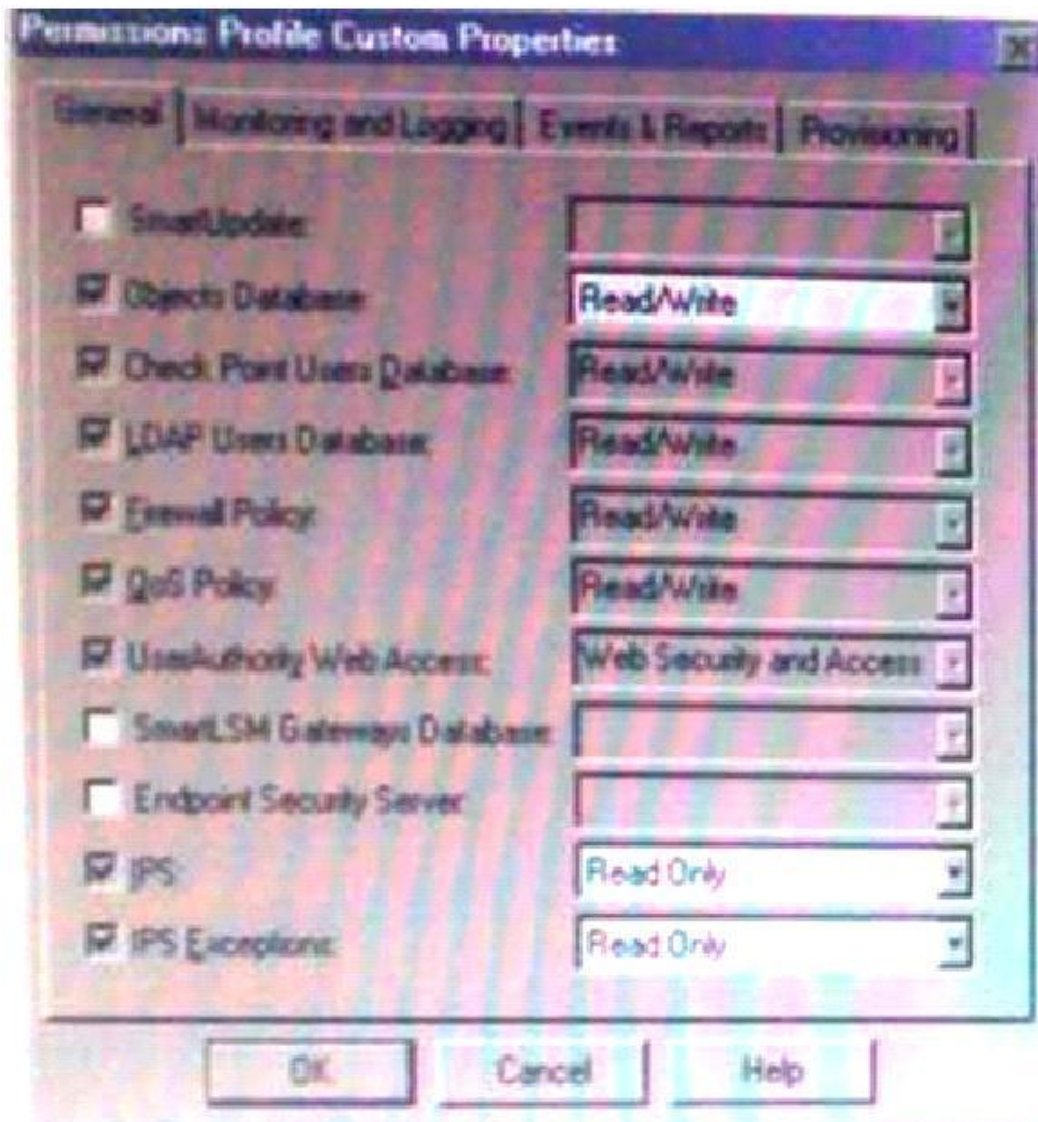 Permissions Profile Custom Properties
General Monitoring and Logging Events & Reports Provisioning
SmartUpdate:
Objects Database: Read/Write
Check Point Users Database: Read/Write
LDAP Users Database: Read/Write
Firewall Policy: Read/Write
QoS Policy: Read/Write
UserAuthority Web Access: Web Security and Access
SmartLSM Gateways Database:
Endpoint Security Server:
IPS: Read Only
IPS Exceptions: Read Only
OK Cancel Help